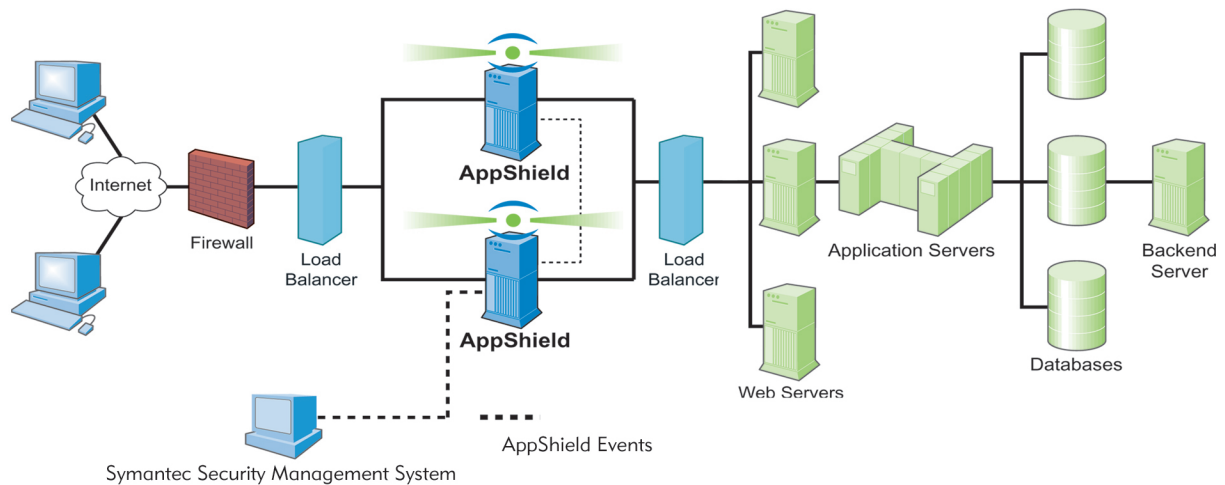 Internet
Firewall
Load
Balancer
AppShield
AppShield
Load
Balancer
Web Servers
Application Servers
Databases
Backend
Server
AppShield Events
Symantec Security Management System